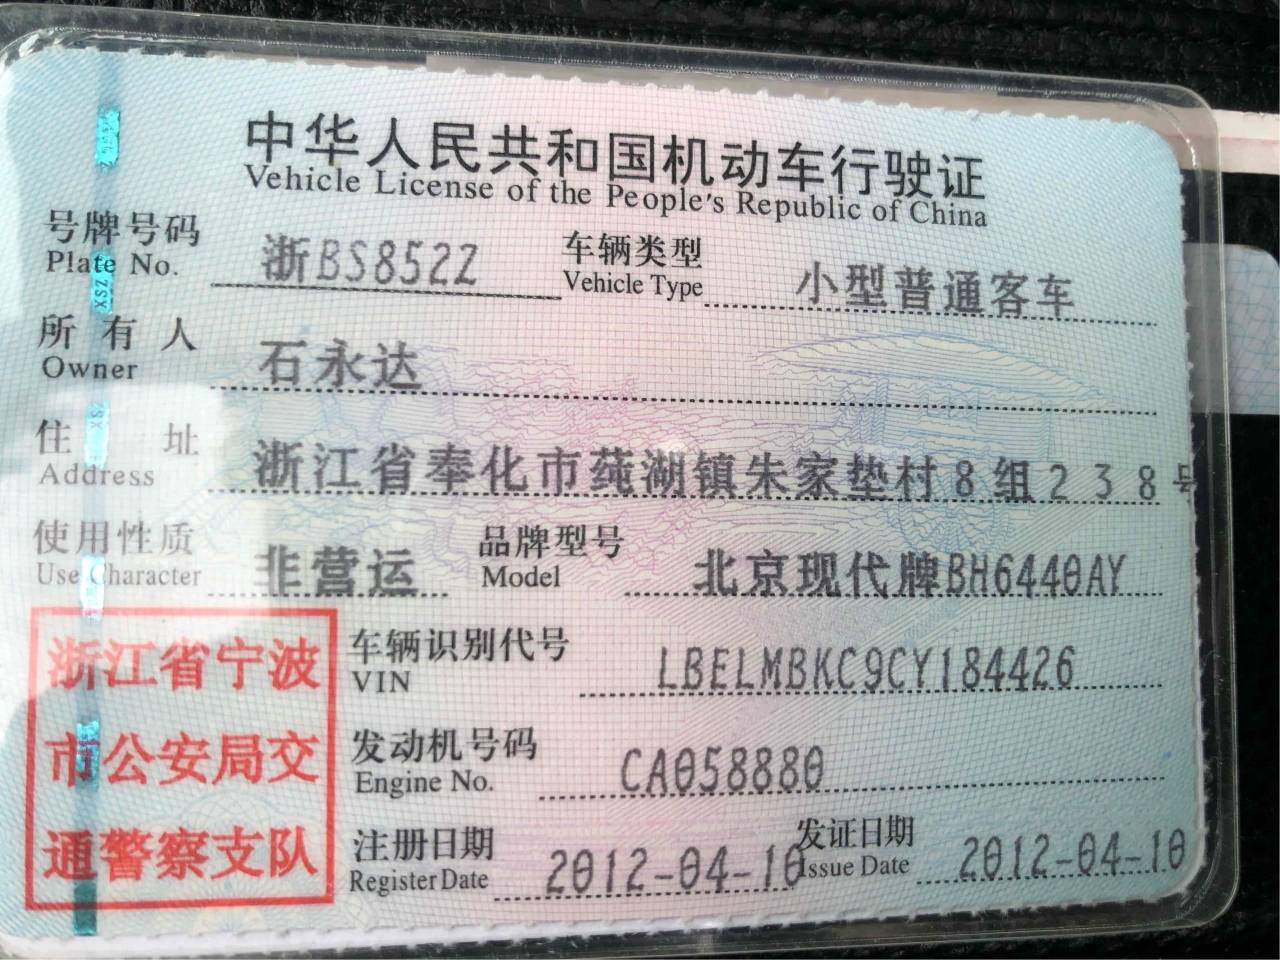 中华人民共和国机动车行驶证
Vehicle License of the People's Republic of China
号牌号码 浙BS852Z 车辆类型 小型普通客车
Plate No. Vehicle Type
所有人 石永达
Owner
住址 浙江省奉化市莼湖镇朱家垫村8组238号
Address
使用性质 非营运 品牌型号 北京现代牌BH6440AY
Use Character Model
浙江省宁波
市公安局交
通警察支队
车辆识别代号 LBELMBKC9CY184426
VIN
发动机号码 CA058880
Engine No.
注册日期 2012-04-10 发证日期 2012-04-10
Register Date Issue Date